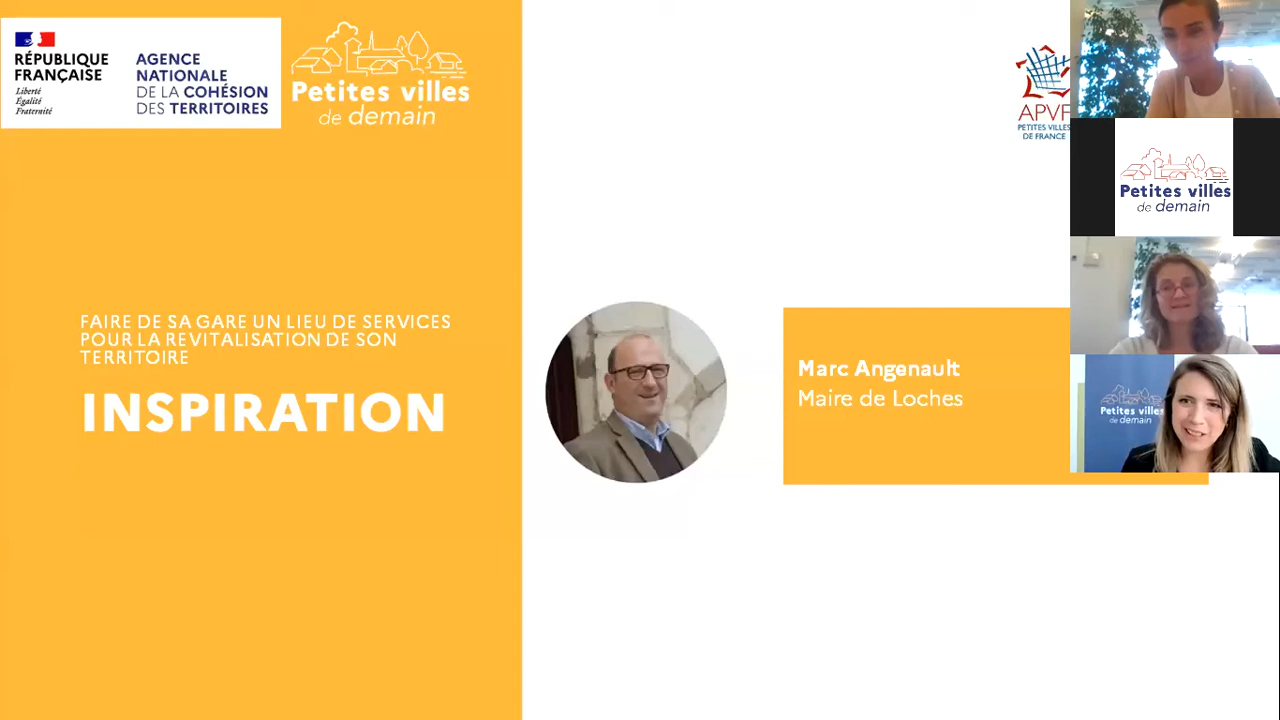 RÉPUBLIQUE
FRANÇAISE
Liberté
Égalité
Fraternité
AGENCE
NATIONALE
DE LA COHÉSION
DES TERRITOIRES
Petites villes
de demain
APVF
PETITES VILLES
DE FRANCE
Petites villes
de demain
FAIRE DE SA GARE UN LIEU DE SERVICES
POUR LA REVITALISATION DE SON
TERRITOIRE
INSPIRATION
Marc Angenault
Maire de Loches
Petites villes
de demain